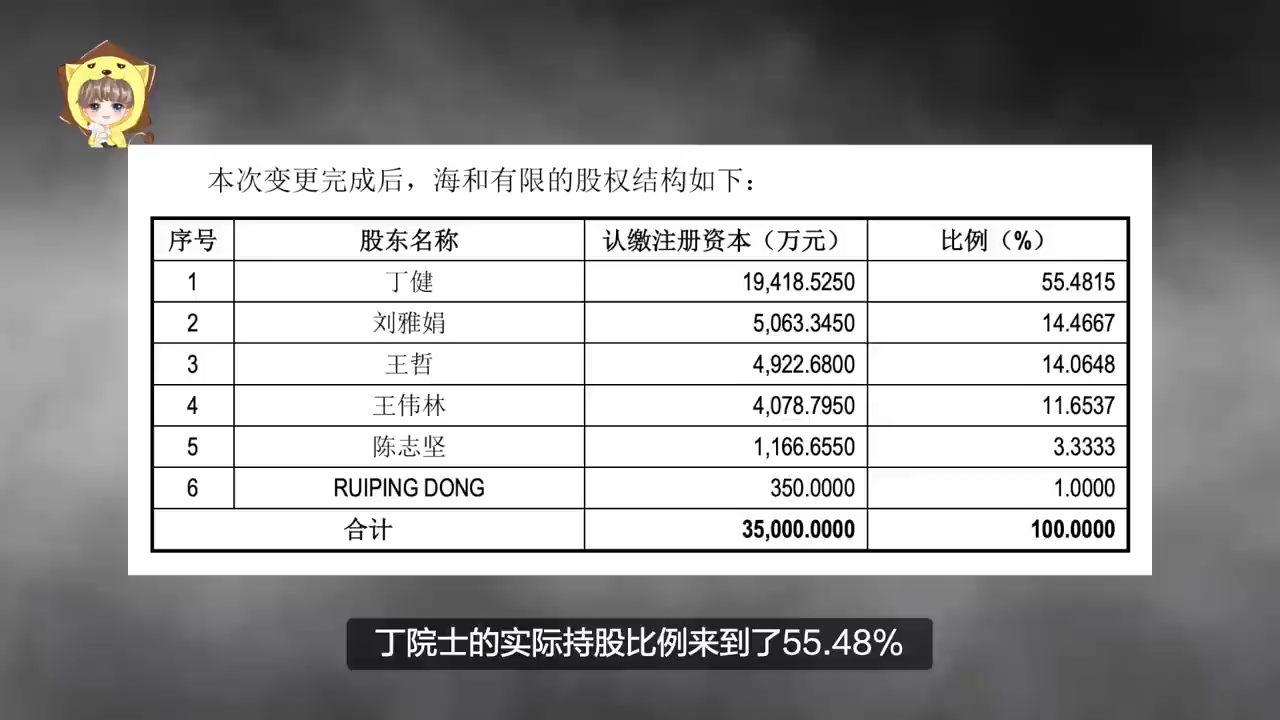 本次变更完成后，海和有限的股权结构如下：
序号 股东名称 认缴注册资本（万元） 比例（%）
1 丁健 19,418.5250 55.4815
2 刘雅娟 5,063.3450 14.4667
3 王哲 4,922.6800 14.0648
4 王伟林 4,078.7950 11.6537
5 陈志坚 1,166.6550 3.3333
6 RUIPING DONG 350.0000 1.0000
合计 35,000.0000 100.0000
丁院士的实际持股比例来到了55.48%